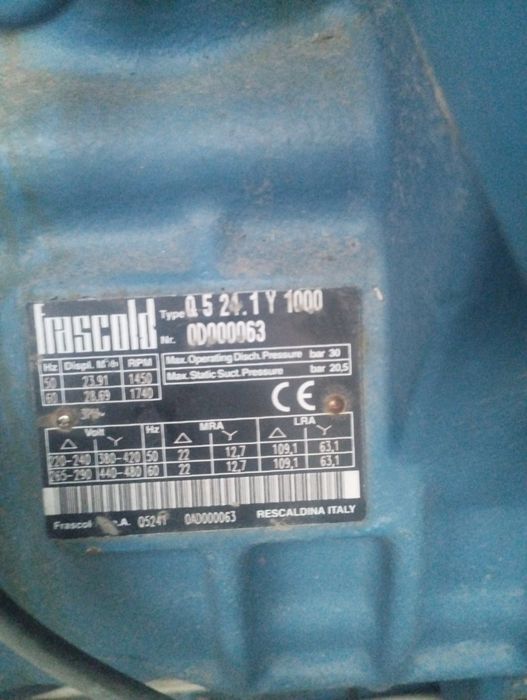 frascold Type Q 5 24.1 Y 1000
Nr. 0D000063
Hz Displ. M³/h RPM
50 23.91 1450
60 28.69 1740
Max. Operating Disch. Pressure bar 30
Max. Static Suct. Pressure bar 20,5
CE
3PH~
Volt Hz MRA LRA
△ Y △ Y △ Y
220-240 380-420 50 22 12,7 109,1 63,1
265-290 440-480 60 22 12,7 109,1 63,1
Frascol .A. Q5241 0AD000063 RESCALDINA ITALY